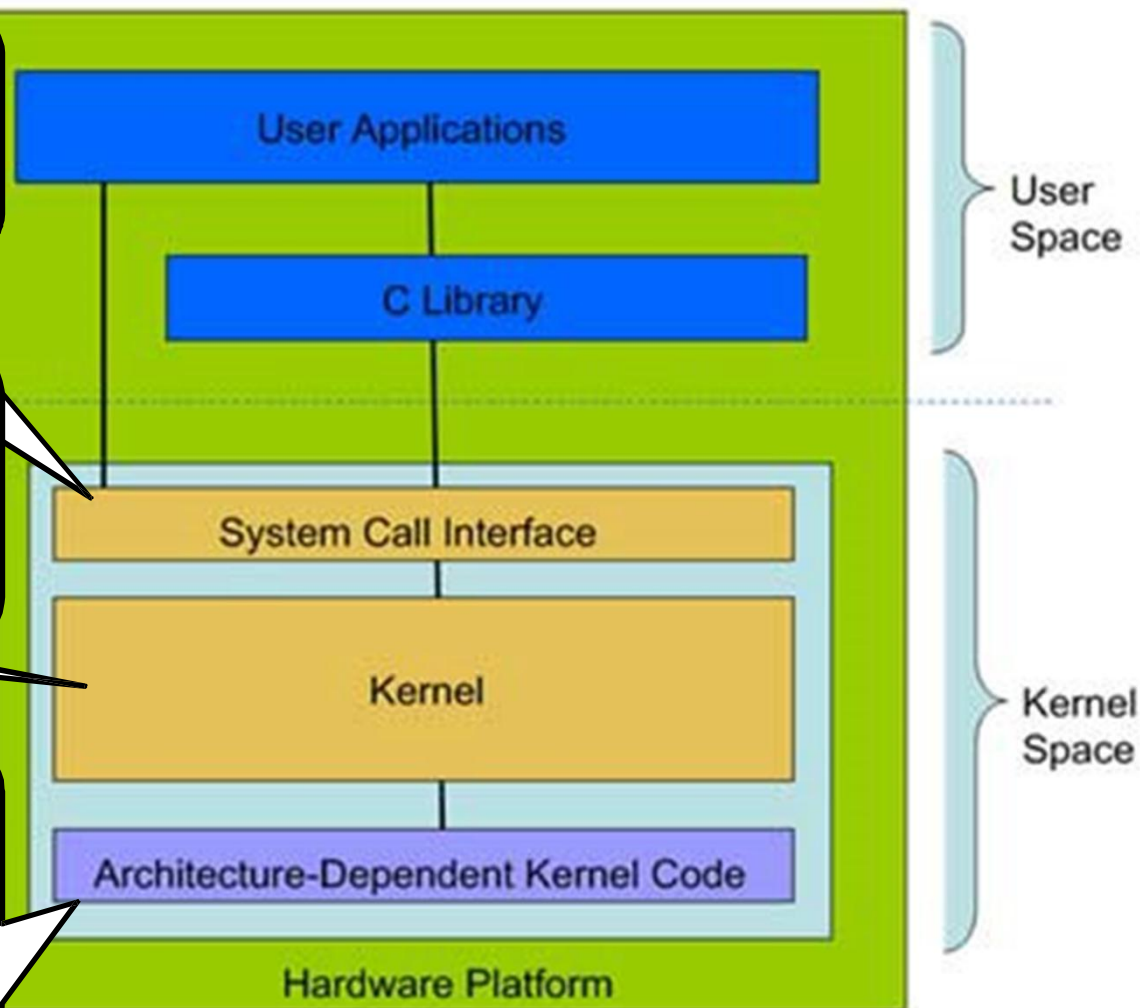 User Applications
C Library
User
Space
System Call Interface
Kernel
Architecture-Dependent Kernel Code
Kernel
Space
Hardware Platform